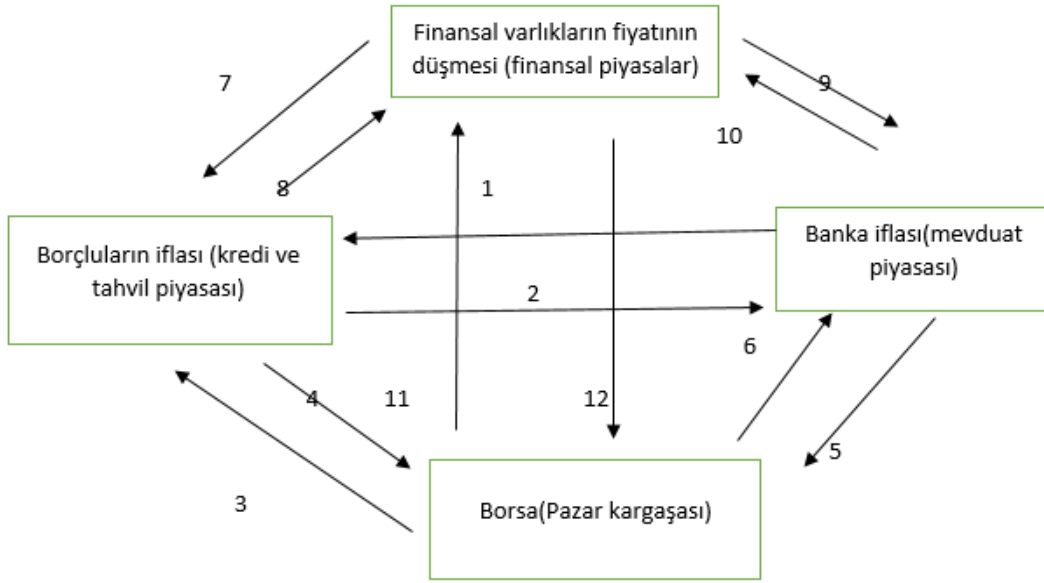 Finansal varlıkların fiyatının
düşmesi (finansal piyasalar)
7
9
10
8
1
Borçluların iflası (kredi ve
tahvil piyasası)
Banka iflası(mevduat
piyasası)
2
6
4
11
12
5
3
Borsa(Pazar kargaşası)